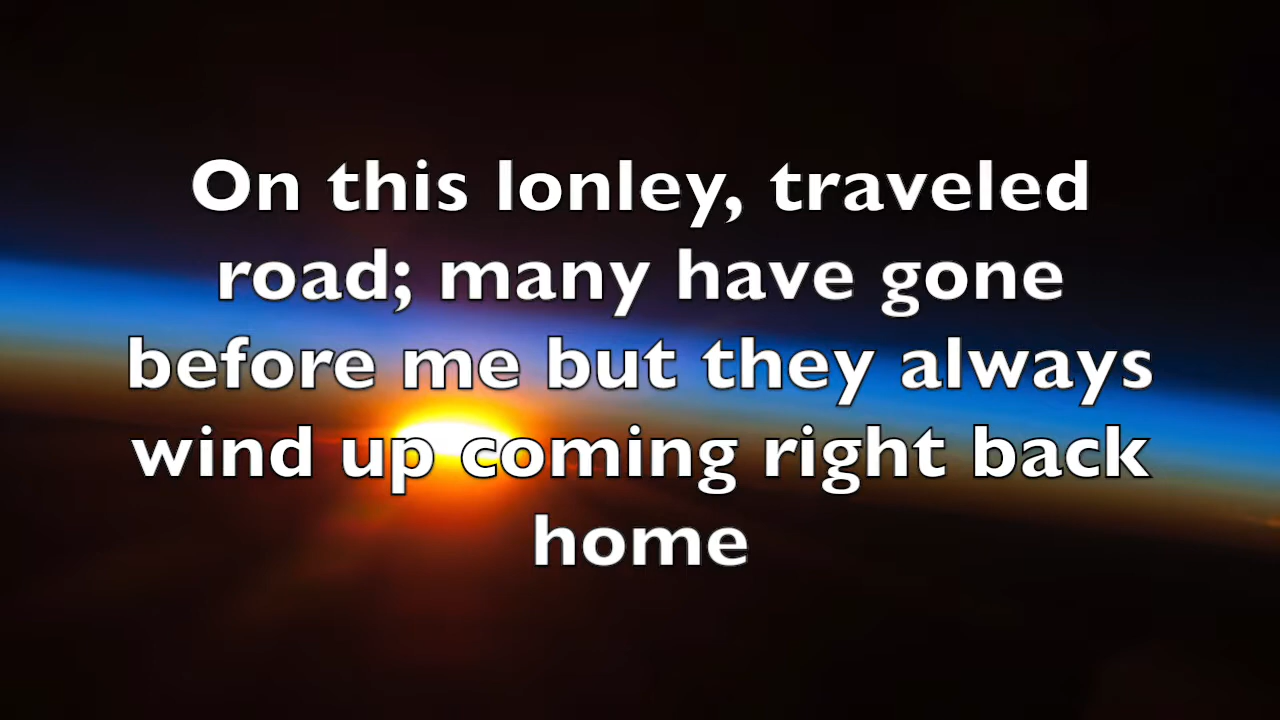 On this lonley, traveled
road; many have gone
before me but they always
wind up coming right back
home